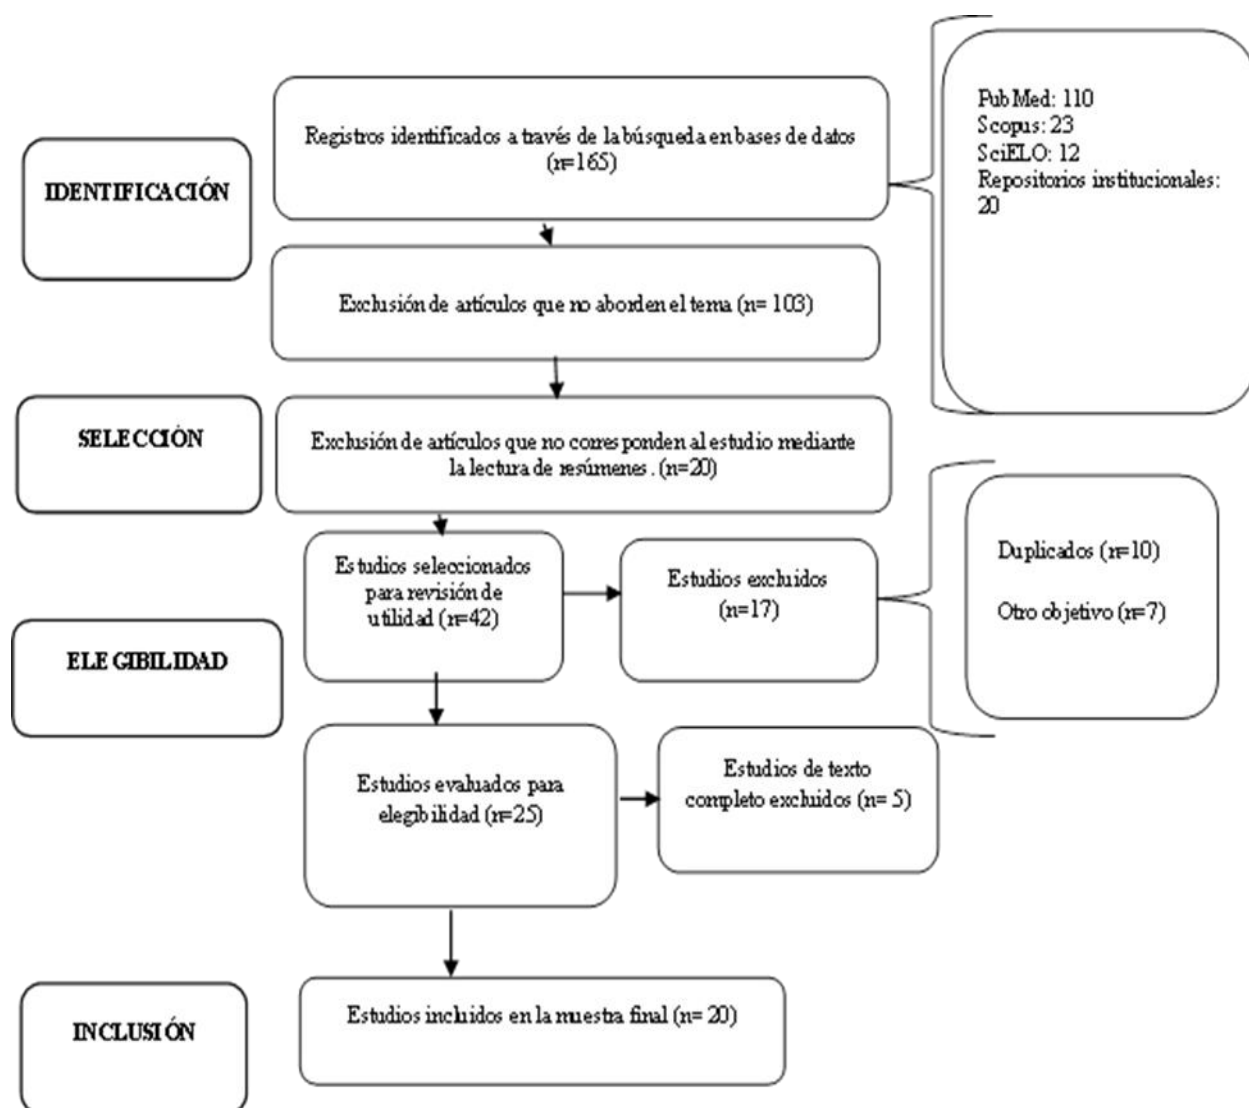 IDENTIFICACIÓN
Registros identificados a través de la búsqueda en bases de datos
(n=165)
PubMed: 110
Scopus: 23
SciELO: 12
Repositorios institucionales:
20
Exclusión de artículos que no aborden el tema (n= 103)
SELECCIÓN
Exclusión de artículos que no corresponden al estudio mediante
la lectura de resúmenes. (n=20)
ELEGIBILIDAD
Estudios seleccionados
para revisión de
utilidad (n=42)
Estudios excluidos
(n=17)
Duplicados (n=10)
Otro objetivo (n=7)
Estudios evaluados para
elegibilidad (n=25)
Estudios de texto
completo excluidos (n= 5)
INCLUSIÓN
Estudios incluidos en la muestra final (n= 20)